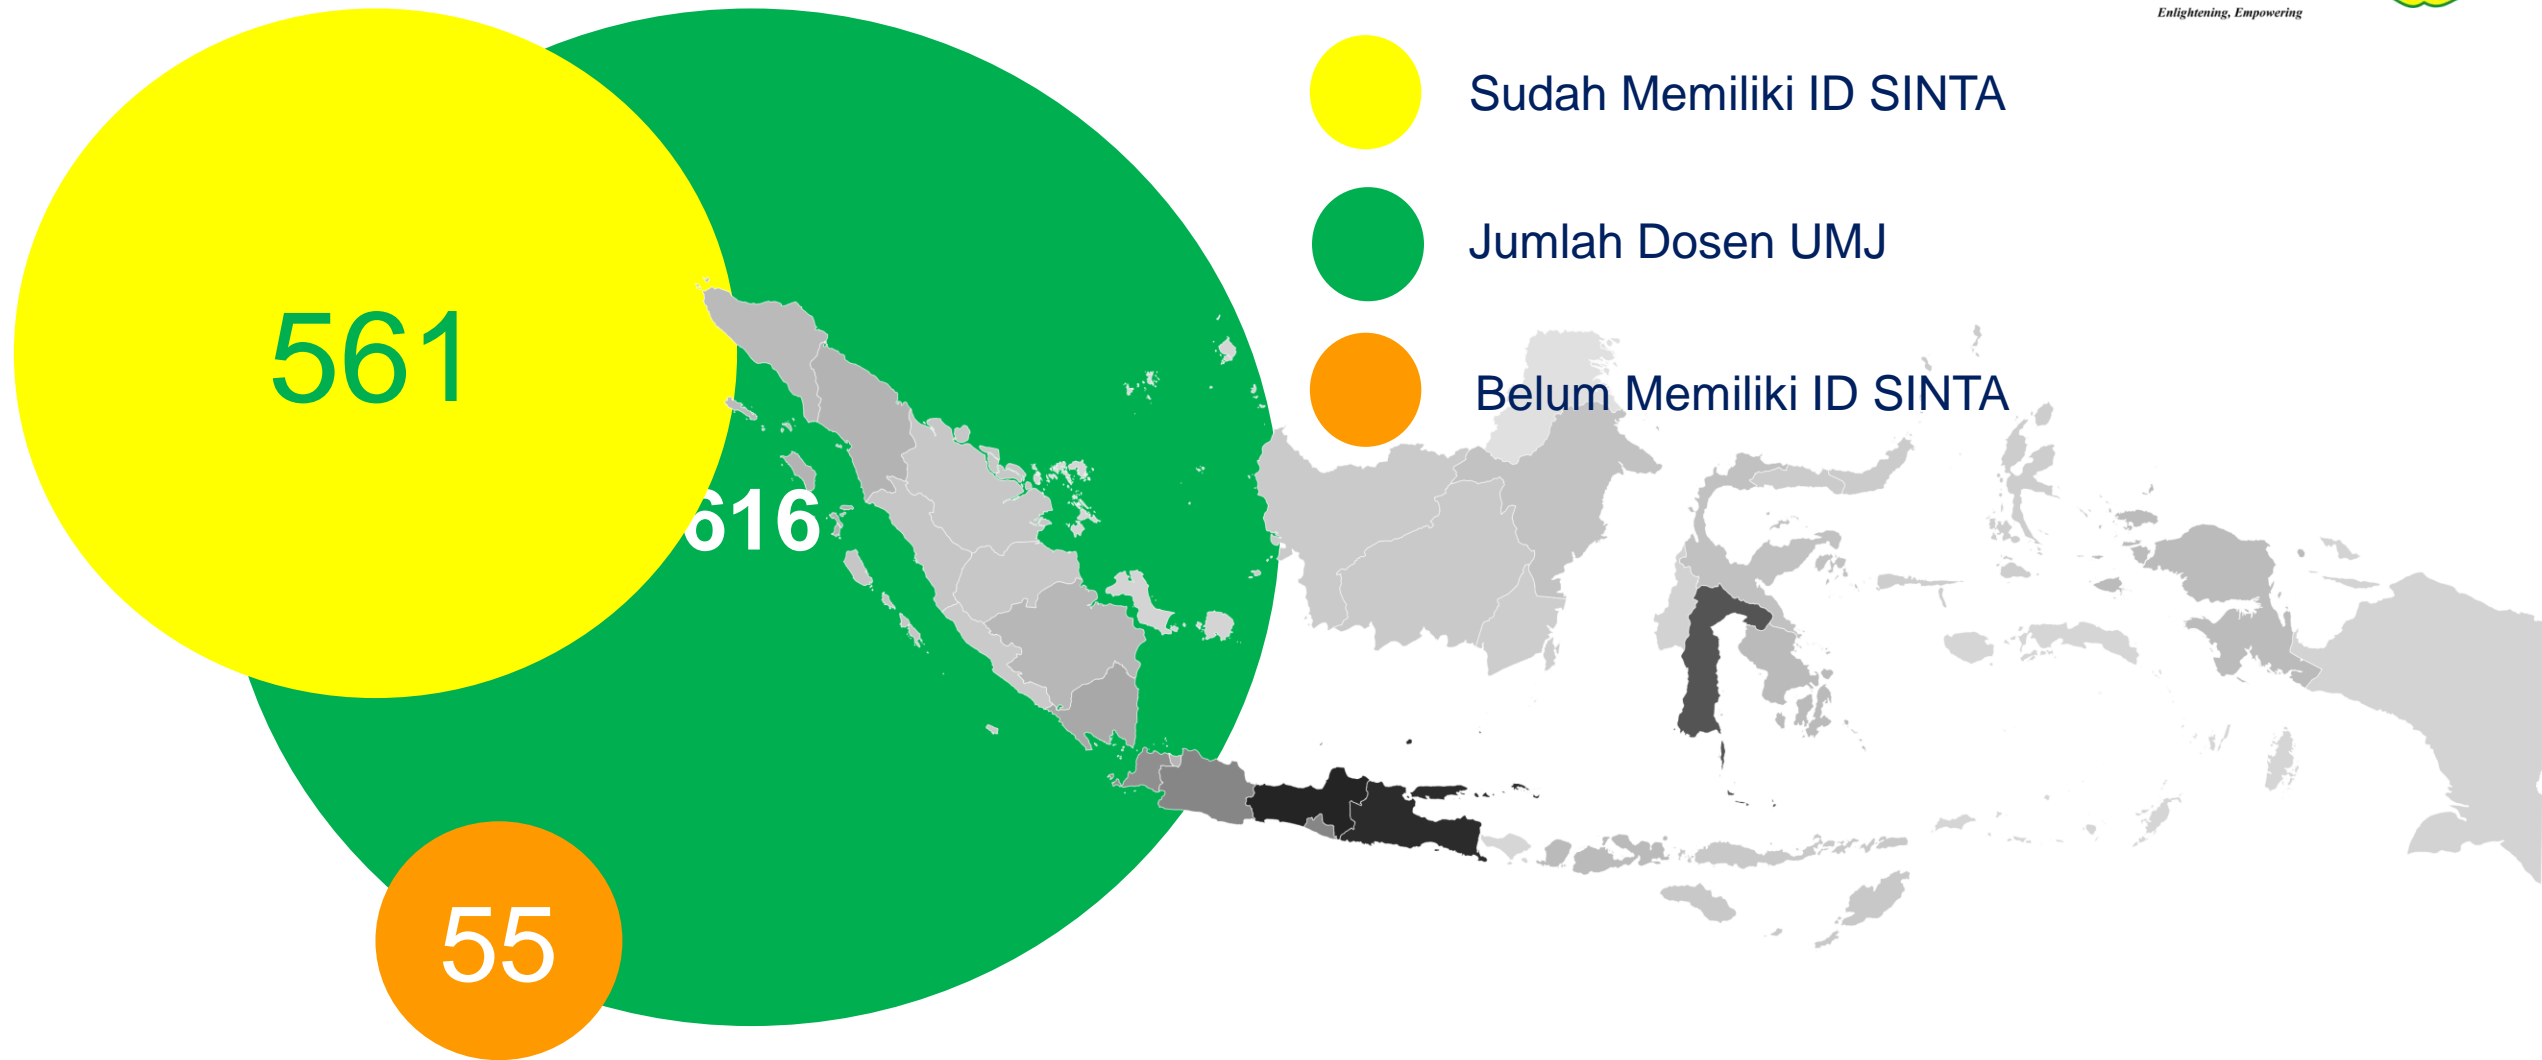 Enlightening, Empowering
Sudah Memiliki ID SINTA
Jumlah Dosen UMJ
Belum Memiliki ID SINTA
561
616
55